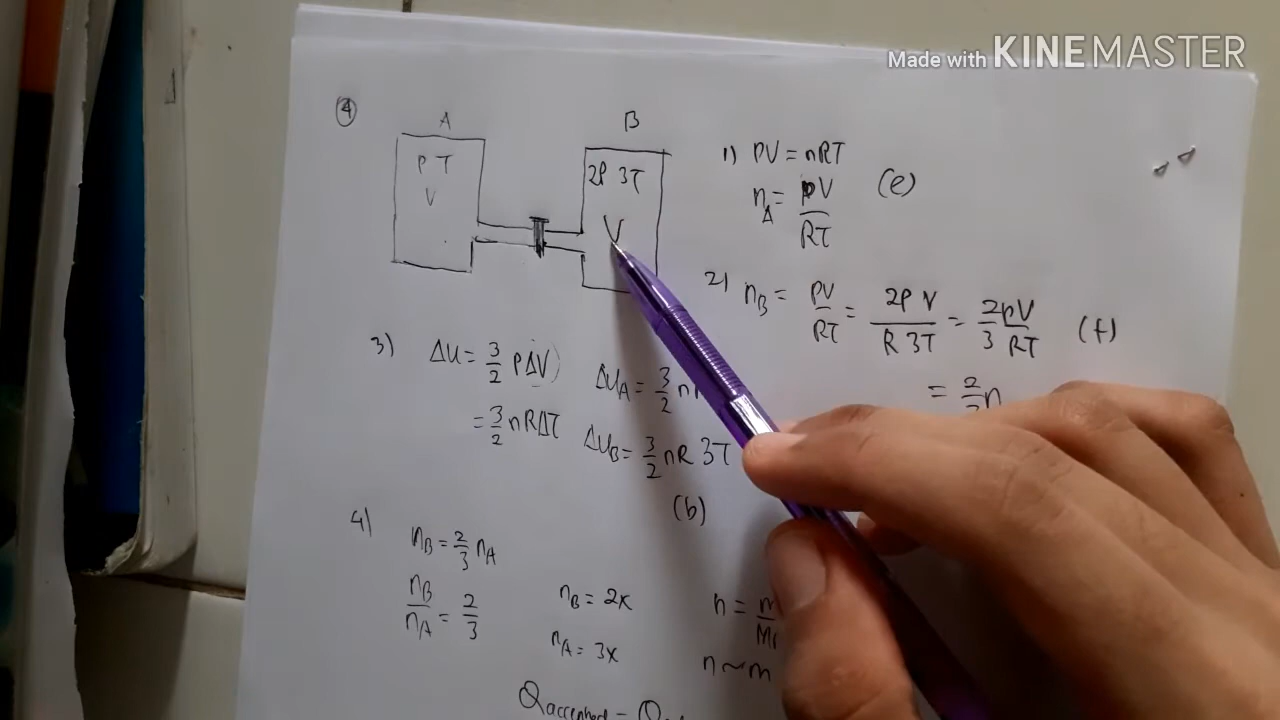 Made with KINEMASTER
④
A
B
P T
V
2P 3T
V
1) PV = nRT
n_A = PV/RT (e)
2) n_B = PV/RT = 2P V/R 3T = 2/3 PV/RT (f)
3) ΔU = 3/2 PΔV)
= 3/2 nRΔT
ΔU_A = 3/2 n
ΔU_B = 3/2 nR 3T
(b)
4) n_B = 2/3 n_A
n_B/n_A = 2/3
n_B = 2x
n_A = 3x
n = m
n ~ m